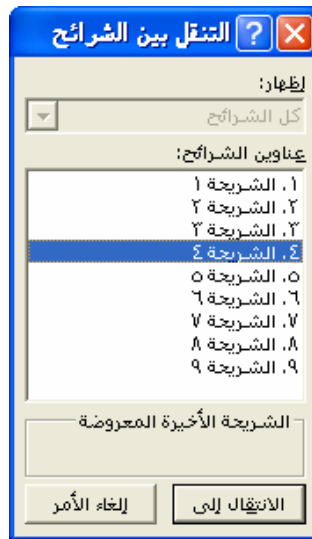 التنقل بين الشرائح
إظهار:
كل الشرائح
عناوين الشرائح:
١. الشريحة ١
٢. الشريحة ٢
٣. الشريحة ٣
٤. الشريحة ٤
٥. الشريحة ٥
٦. الشريحة ٦
٧. الشريحة ٧
٨. الشريحة ٨
٩. الشريحة ٩
الشريحة الأخيرة المعروضة
الانتقال إلى إلغاء الأمر